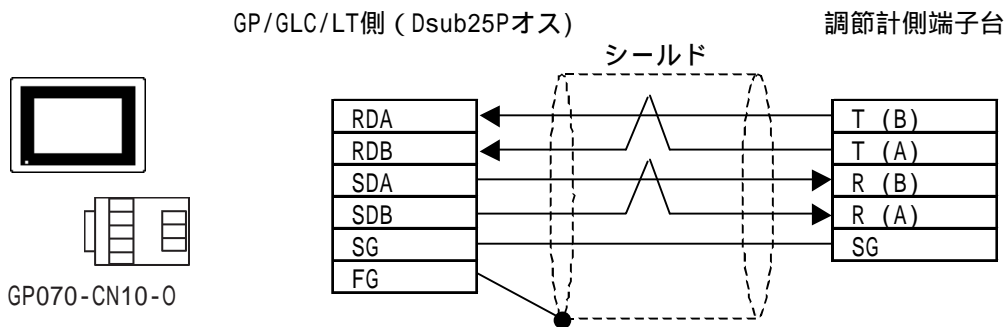 GP/GLC/LT側 ( Dsub25Pオス) 調節計側端子台
シールド
RDA T (B)
RDB T (A)
SDA R (B)
SDB R (A)
SG SG
FG
GP070-CN10-O